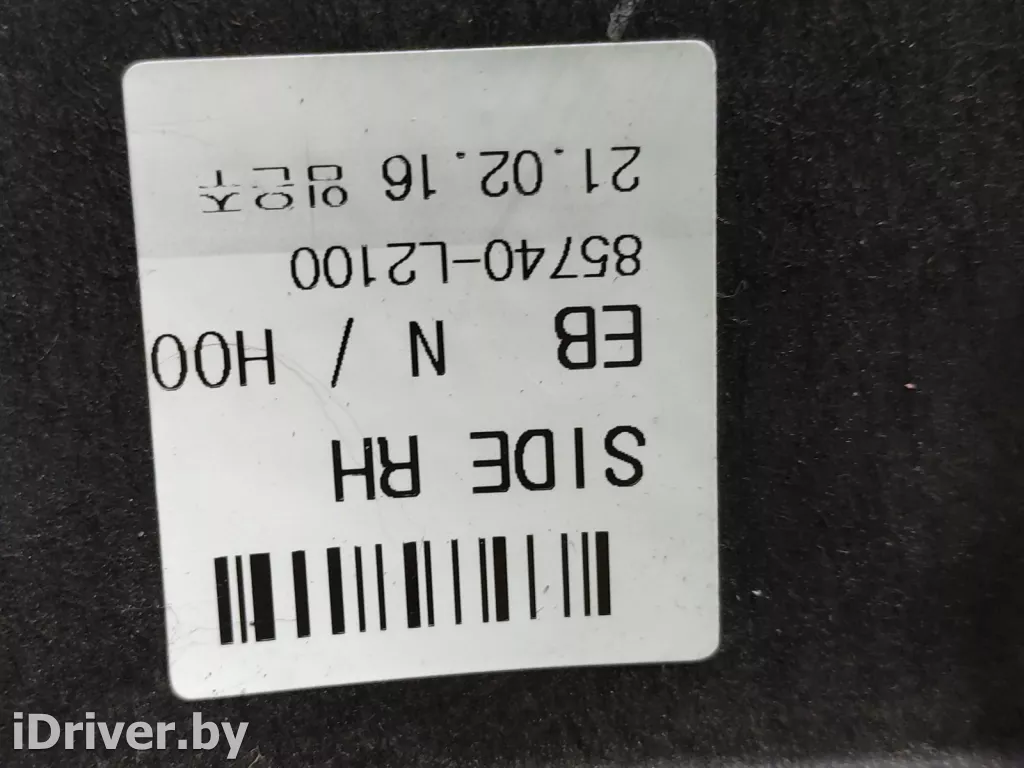 SIDE RH
EB N / H00
85740-L2100
21.02.16
iDriver.by